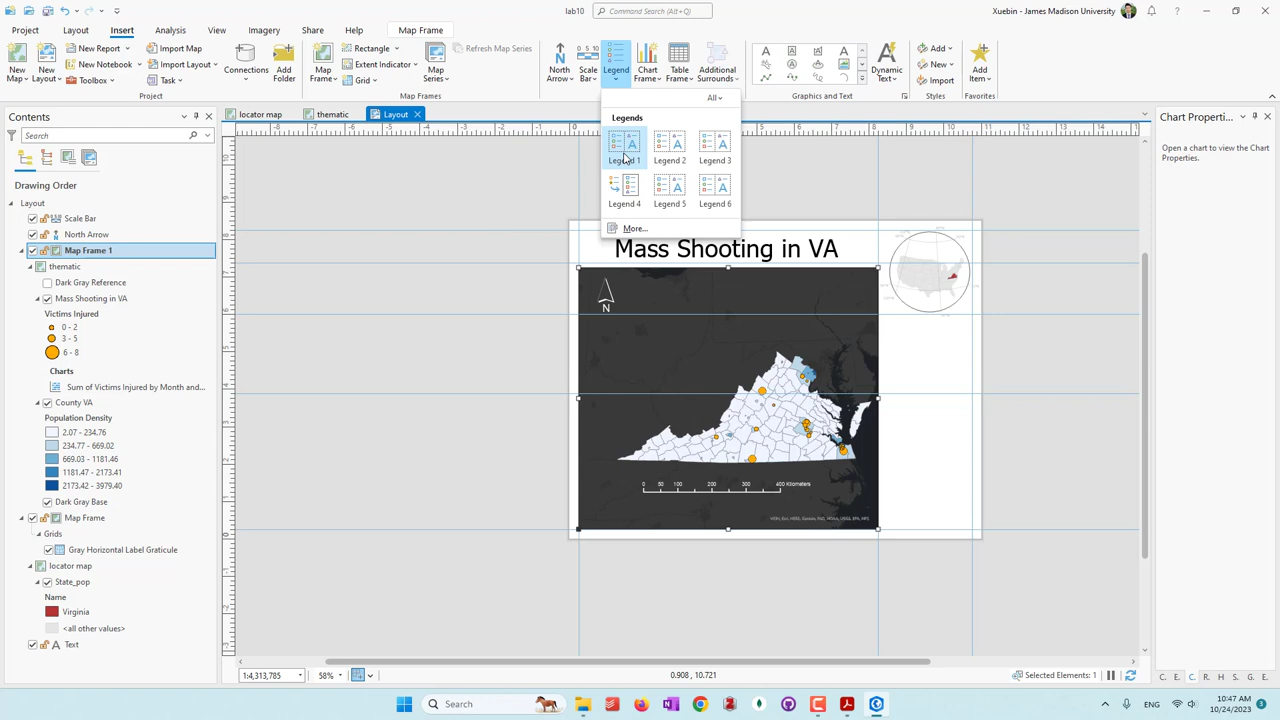 lab10
Command Search (Alt+Q)
Xuebin - James Madison University
Project Layout Insert Analysis View Imagery Share Help Map Frame
New Map
New Layout
New Report
New Notebook
Toolbox
Import Map
Import Layout
Task
Connections
Add Folder
Project
Map Frame
Rectangle
Extent Indicator
Grid
Map Series
Refresh Map Series
Map Frames
North Arrow
Scale Bar
Legend
Chart Frame
Table Frame
Additional Surrounds
Graphics and Text
Dynamic Text
Add
New
Import
Styles
Add Item
Favorites
All
Legends
Legend 1 Legend 2 Legend 3
Legend 4 Legend 5 Legend 6
More...
Contents
Search
Drawing Order
Layout
Scale Bar
North Arrow
Map Frame 1
thematic
Dark Gray Reference
Mass Shooting in VA
Victims Injured
0 - 2
3 - 5
6 - 8
Charts
Sum of Victims Injured by Month and...
County VA
Population Density
2.07 - 234.76
234.77 - 669.02
669.03 - 1181.46
1181.47 - 2173.41
2173.42 - 3979.40
Dark Gray Base
Map Frame
Grids
Gray Horizontal Label Graticule
locator map
State_pop
Name
Virginia
<all other values>
Text
locator map thematic Layout
Mass Shooting in VA
N
0 50 100 200 300 400 Kilometers
Chart Proper...
Open a chart to view the Chart
Properties.
1:4,313,785
58%
0.908, 10.721
Selected Elements: 1
C. E. C. R. H S. G. E.
Search
ENG
10:47 AM
10/24/2023